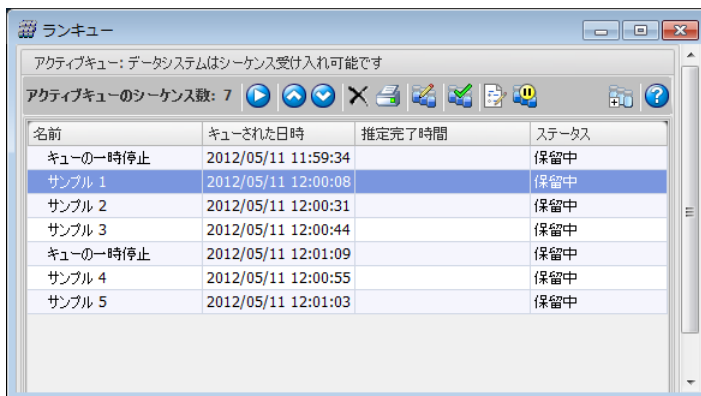 ランキュー
アクティブキュー: データシステムはシーケンス受け入れ可能です
アクティブキューのシーケンス数: 7
名前 キューされた日時 推定完了時間 ステータス
キューの一時停止 2012/05/11 11:59:34 保留中
サンプル 1 2012/05/11 12:00:08 保留中
サンプル 2 2012/05/11 12:00:31 保留中
サンプル 3 2012/05/11 12:00:44 保留中
キューの一時停止 2012/05/11 12:01:09 保留中
サンプル 4 2012/05/11 12:00:55 保留中
サンプル 5 2012/05/11 12:01:03 保留中